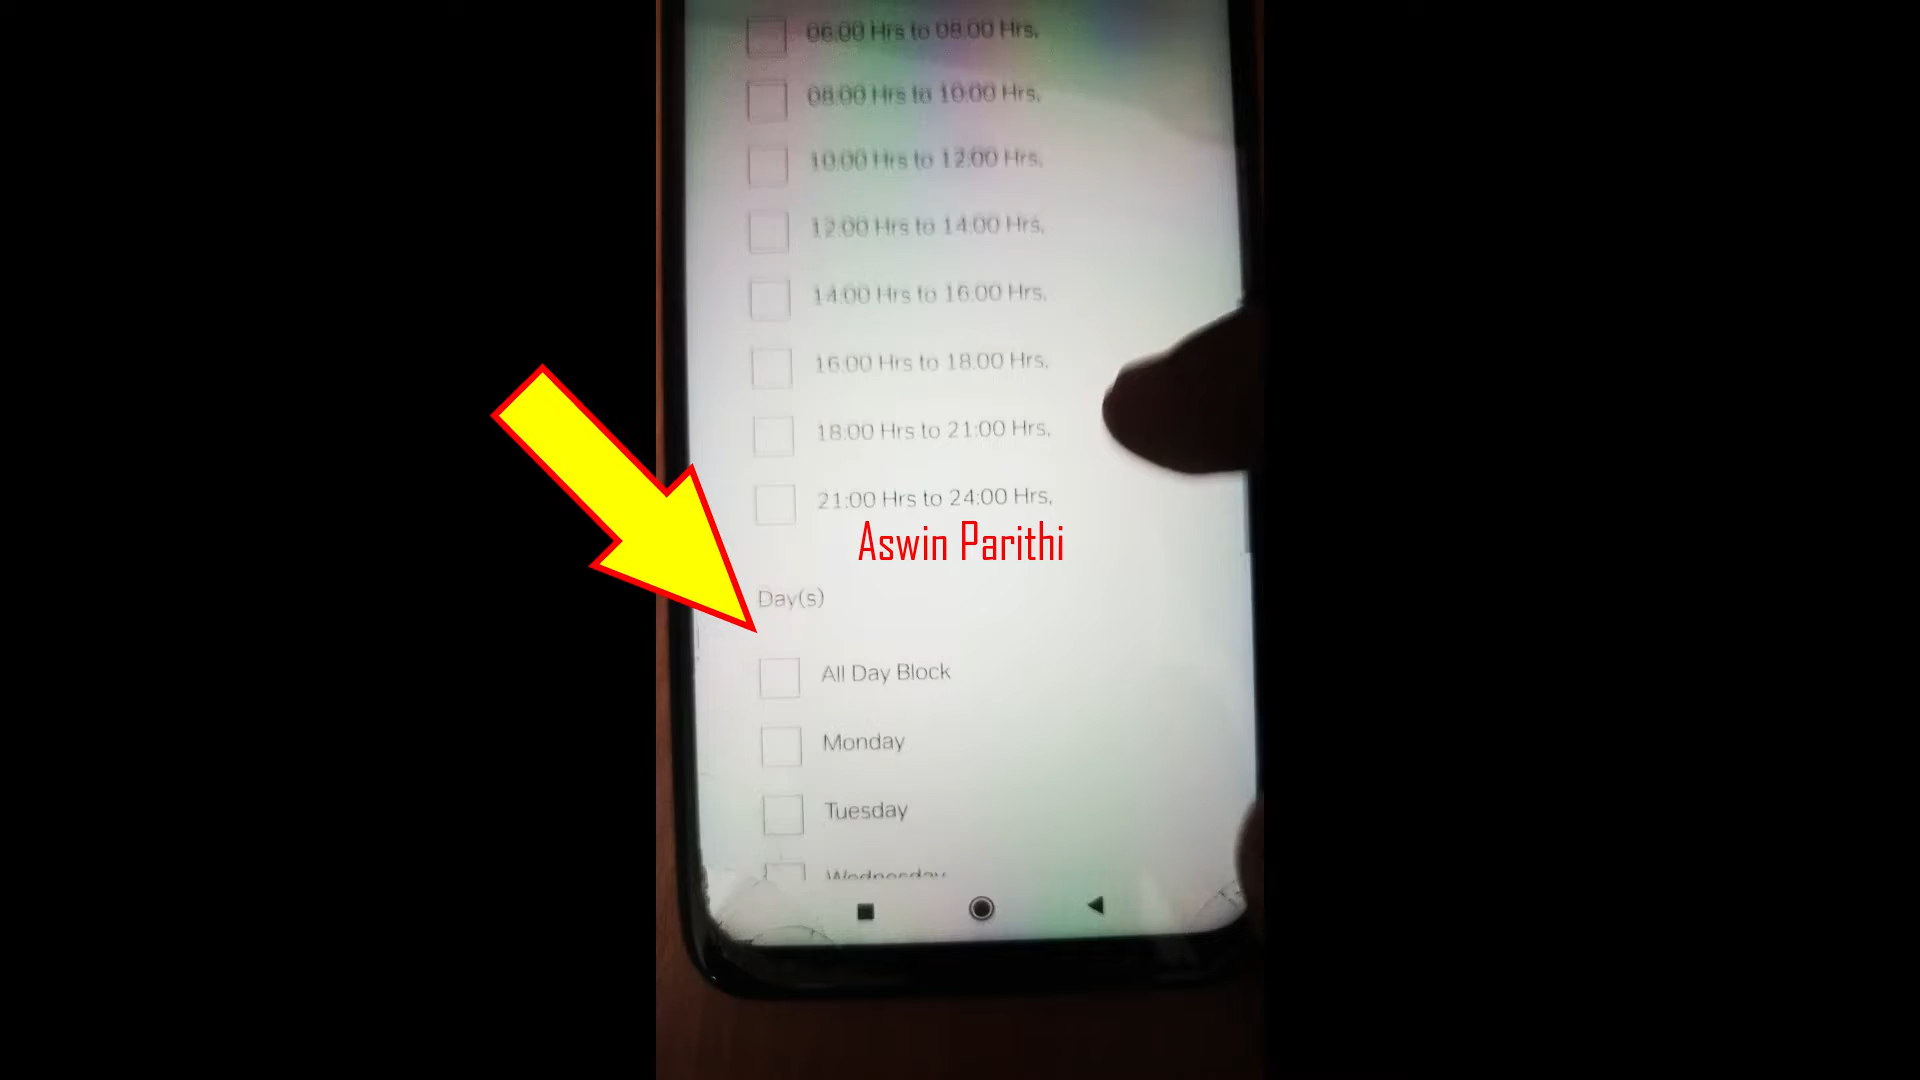 06:00 Hrs to 08:00 Hrs,
08:00 Hrs to 10:00 Hrs,
10:00 Hrs to 12:00 Hrs,
12:00 Hrs to 14:00 Hrs,
14:00 Hrs to 16:00 Hrs,
16:00 Hrs to 18:00 Hrs,
18:00 Hrs to 21:00 Hrs,
21:00 Hrs to 24:00 Hrs,
Aswin Parithi
Day(s)
All Day Block
Monday
Tuesday
Wednesday